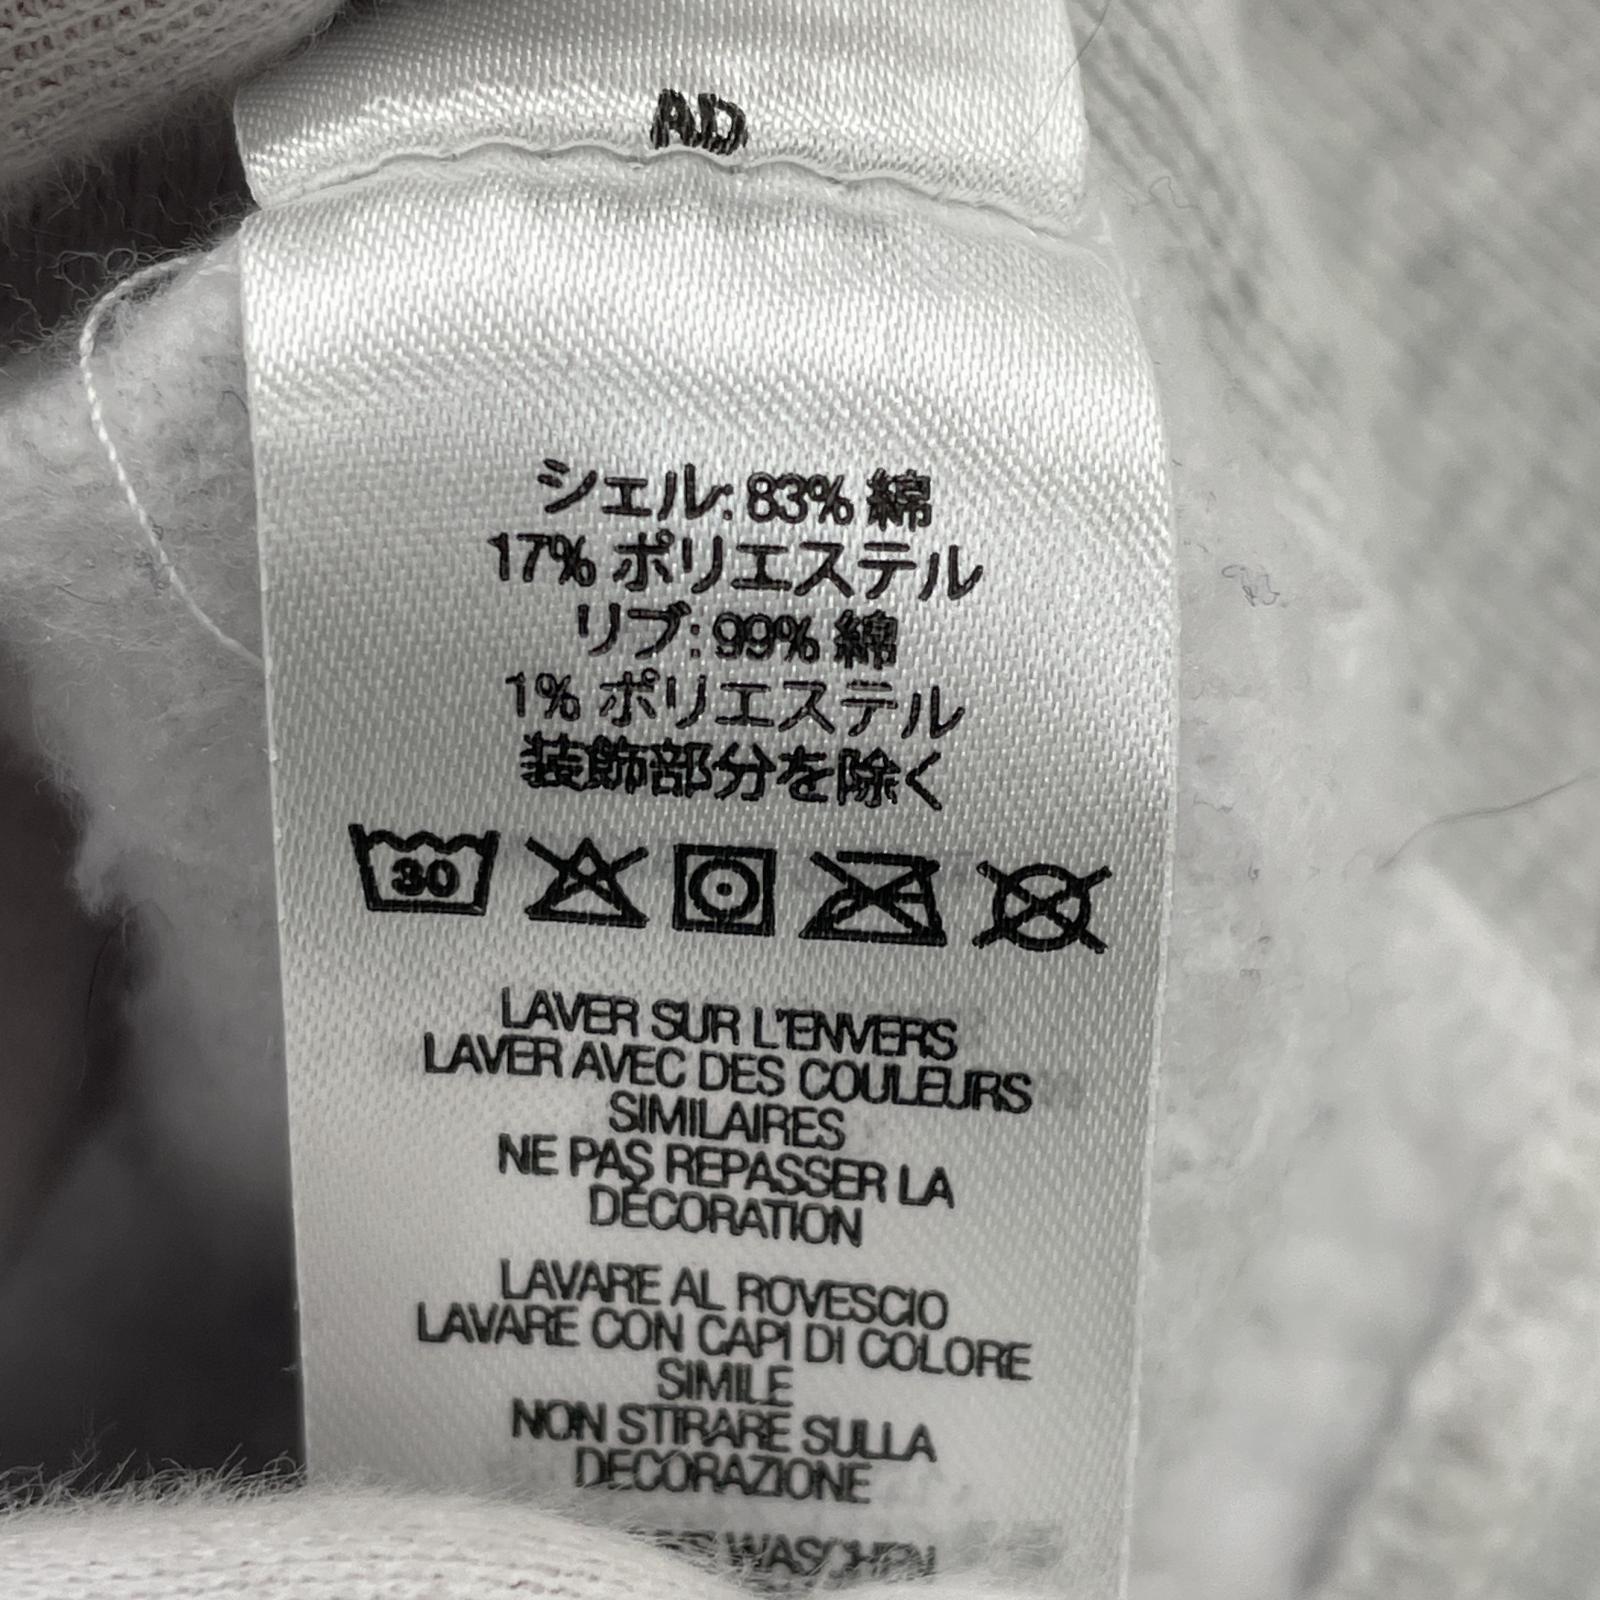 AD
シェル: 83% 綿
17% ポリエステル
リブ: 99% 綿
1% ポリエステル
装飾部分を除く
30
LAVER SUR L'ENVERS
LAVER AVEC DES COULEURS
SIMILAIRES
NE PAS REPASSER LA
DÉCORATION
LAVARE AL ROVESCIO
LAVARE CON CAPI DI COLORE
SIMILE
NON STIRARE SULLA
DECORAZIONE
WASCHEN